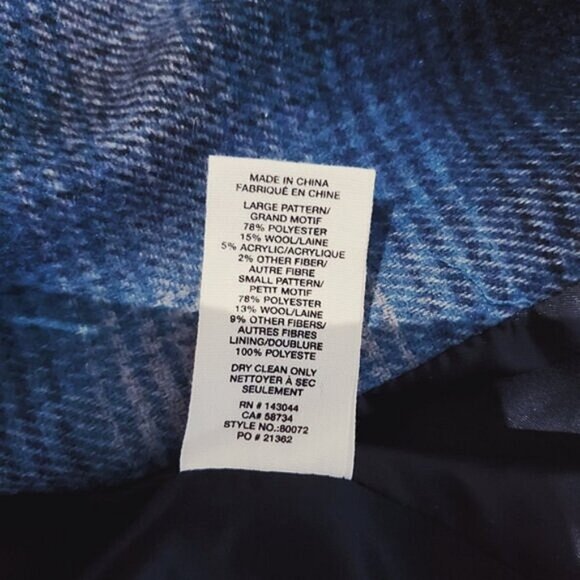 MADE IN CHINA
FABRIQUÉ EN CHINE
LARGE PATTERN/
GRAND MOTIF
78% POLYESTER
15% WOOL/LAINE
5% ACRYLIC/ACRYLIQUE
2% OTHER FIBER/
AUTRE FIBRE
SMALL PATTERN/
PETIT MOTIF
78% POLYESTER
13% WOOL/LAINE
9% OTHER FIBERS/
AUTRES FIBRES
LINING/DOUBLURE
100% POLYESTE
DRY CLEAN ONLY
NETTOYER À SEC
SEULEMENT
RN # 143044
CA# 58734
STYLE NO.:80072
PO # 21362